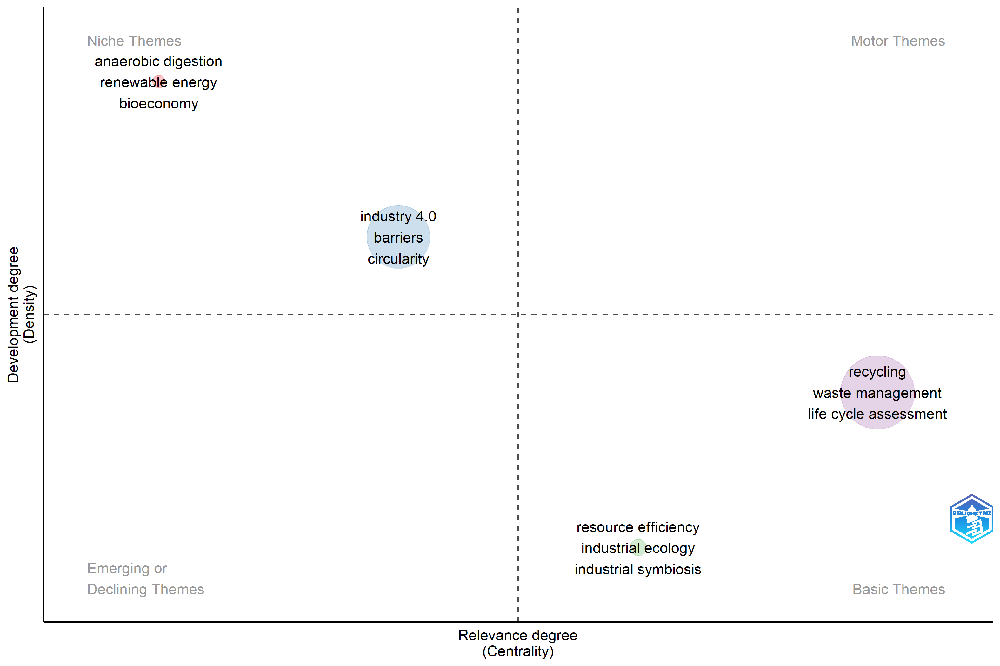 Niche Themes
Motor Themes
anaerobic digestion
renewable energy
bioeconomy
industry 4.0
barriers
circularity
Development degree
(Density)
recycling
waste management
life cycle assessment
BIBLIOMETRIX
resource efficiency
industrial ecology
industrial symbiosis
Emerging or
Declining Themes
Basic Themes
Relevance degree
(Centrality)